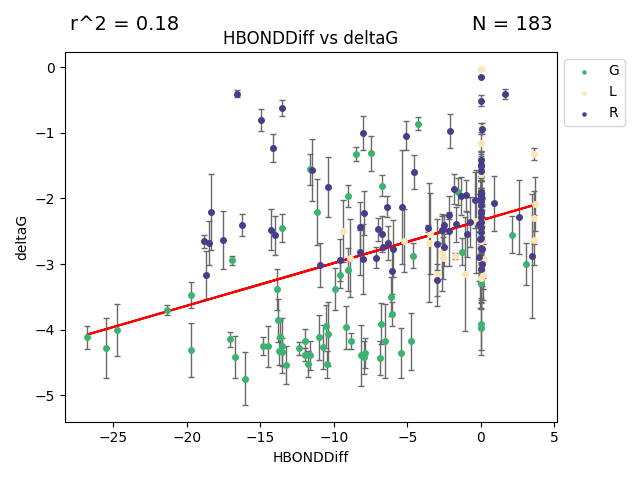 r^2 = 0.18
N = 183
HBONDDiff vs deltaG
G
L
R
deltaG
0
−1
−2
−3
−4
−5
−25
−20
−15
−10
−5
0
5
HBONDDiff